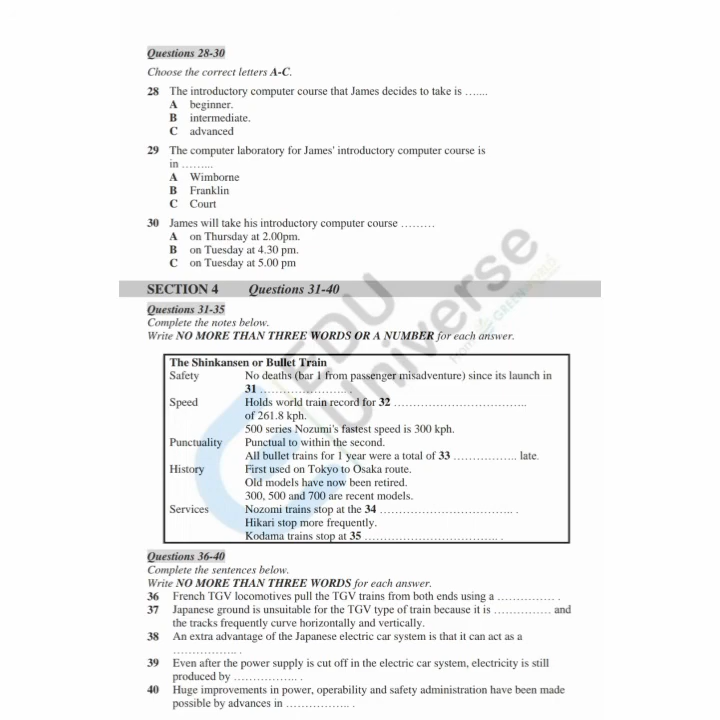 Questions 28-30
Choose the correct letters A-C.
28 The introductory computer course that James decides to take is …....
A beginner.
B intermediate.
C advanced
29 The computer laboratory for James' introductory computer course is
in ……...
A Wimborne
B Franklin
C Court
30 James will take his introductory computer course ………
A on Thursday at 2.00pm.
B on Tuesday at 4.30 pm.
C on Tuesday at 5.00 pm
SECTION 4 Questions 31-40
Questions 31-35
Complete the notes below.
Write NO MORE THAN THREE WORDS OR A NUMBER for each answer.
The Shinkansen or Bullet Train
Safety No deaths (bar 1 from passenger misadventure) since its launch in
31 ………………….. .
Speed Holds world train record for 32 ……………………………..
of 261.8 kph.
500 series Nozumi's fastest speed is 300 kph.
Punctuality Punctual to within the second.
All bullet trains for 1 year were a total of 33 …………….. late.
History First used on Tokyo to Osaka route.
Old models have now been retired.
300, 500 and 700 are recent models.
Services Nozomi trains stop at the 34 …………………………….. .
Hikari stop more frequently.
Kodama trains stop at 35 …………………………….. .
Questions 36-40
Complete the sentences below.
Write NO MORE THAN THREE WORDS for each answer.
36 French TGV locomotives pull the TGV trains from both ends using a …………… .
37 Japanese ground is unsuitable for the TGV type of train because it is …………… and
the tracks frequently curve horizontally and vertically.
38 An extra advantage of the Japanese electric car system is that it can act as a
…………….. .
39 Even after the power supply is cut off in the electric car system, electricity is still
produced by …………….. .
40 Huge improvements in power, operability and safety administration have been made
possible by advances in …………….. .
EDU
Universe
From
GREEN WORLD